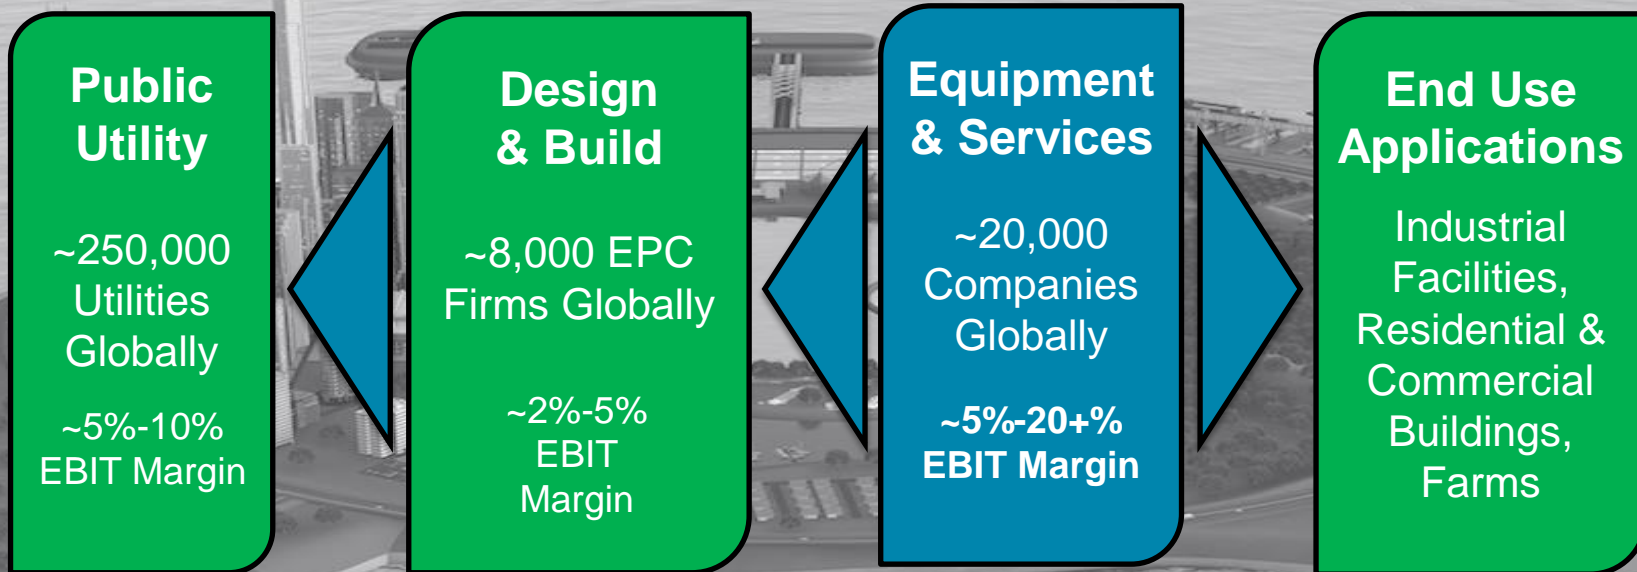 Public
Utility
~250,000
Utilities
Globally
~5%-10%
EBIT Margin
Design
& Build
~8,000 EPC
Firms Globally
~2%-5%
EBIT
Margin
Equipment
& Services
~20,000
Companies
Globally
~5%-20+%
EBIT Margin
End Use
Applications
Industrial
Facilities,
Residential &
Commercial
Buildings,
Farms